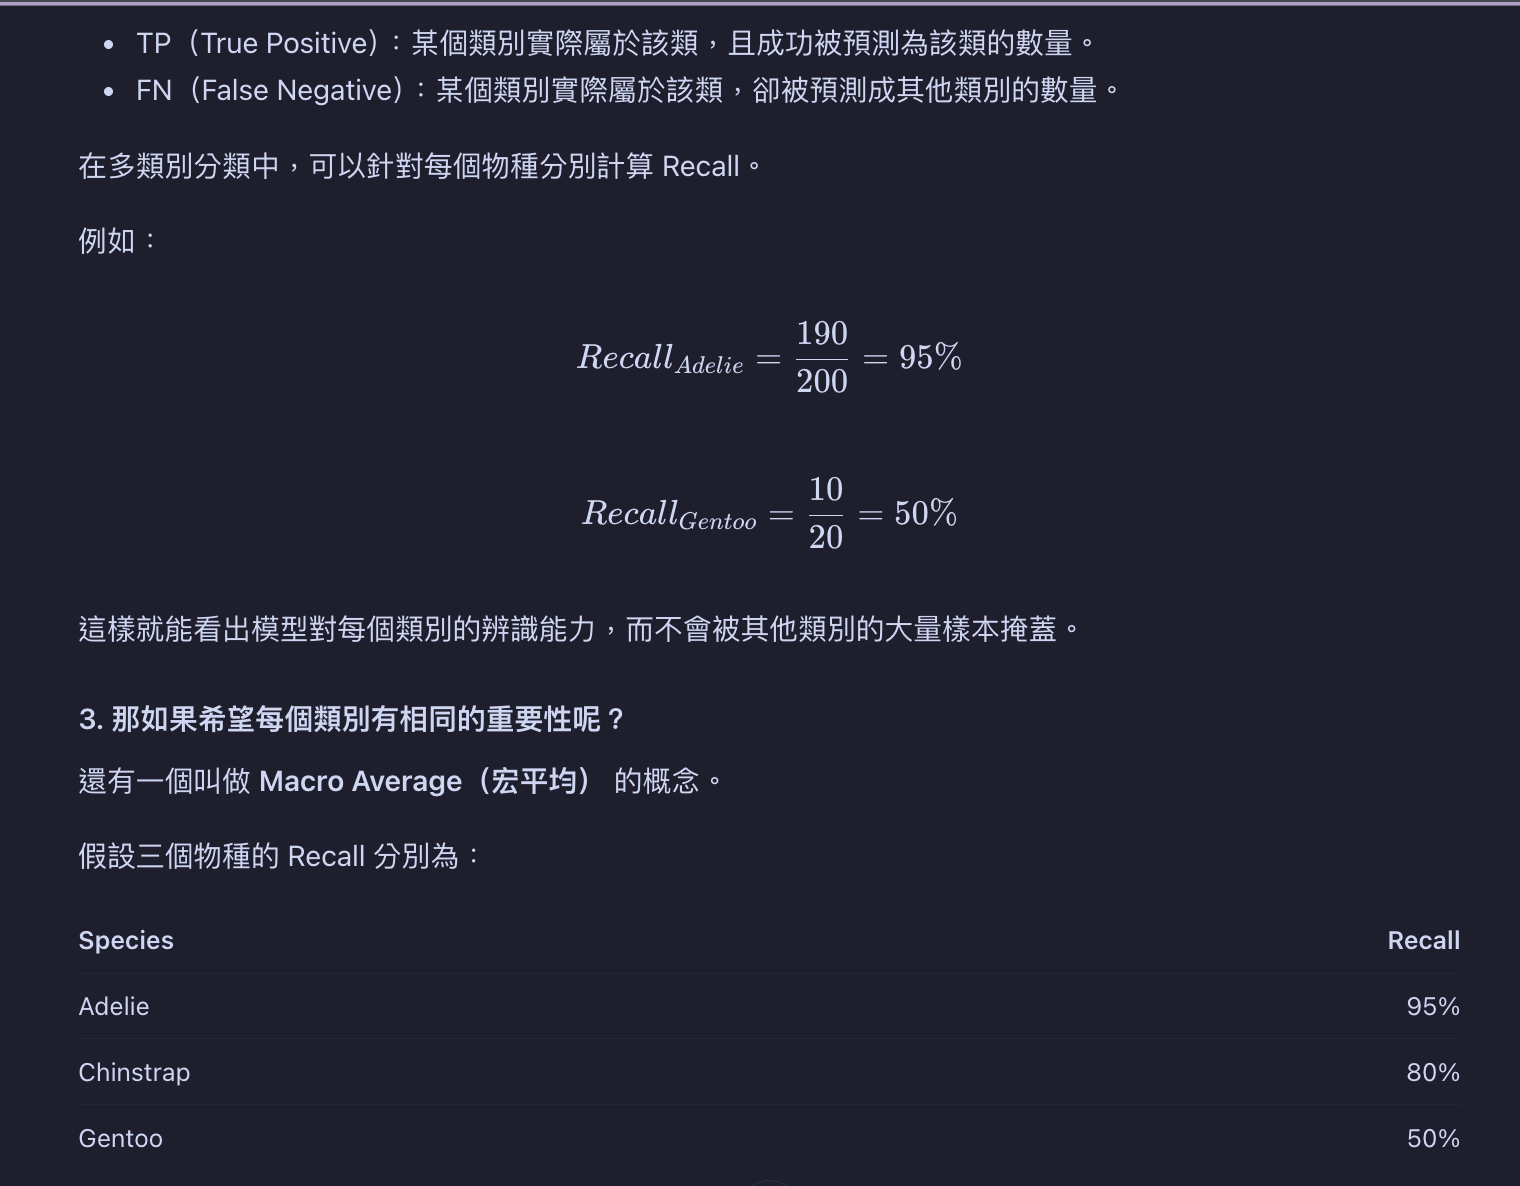 • TP（True Positive）：某個類別實際屬於該類，且成功被預測為該類的數量。
• FN（False Negative）：某個類別實際屬於該類，卻被預測成其他類別的數量。
在多類別分類中，可以針對每個物種分別計算 Recall。
例如：
Recall_Adelie = 190/200 = 95%
Recall_Gentoo = 10/20 = 50%
這樣就能看出模型對每個類別的辨識能力，而不會被其他類別的大量樣本掩蓋。
3. 那如果希望每個類別有相同的重要性呢？
還有一個叫做 Macro Average（宏平均） 的概念。
假設三個物種的 Recall 分別為：
Species Recall
Adelie 95%
Chinstrap 80%
Gentoo 50%